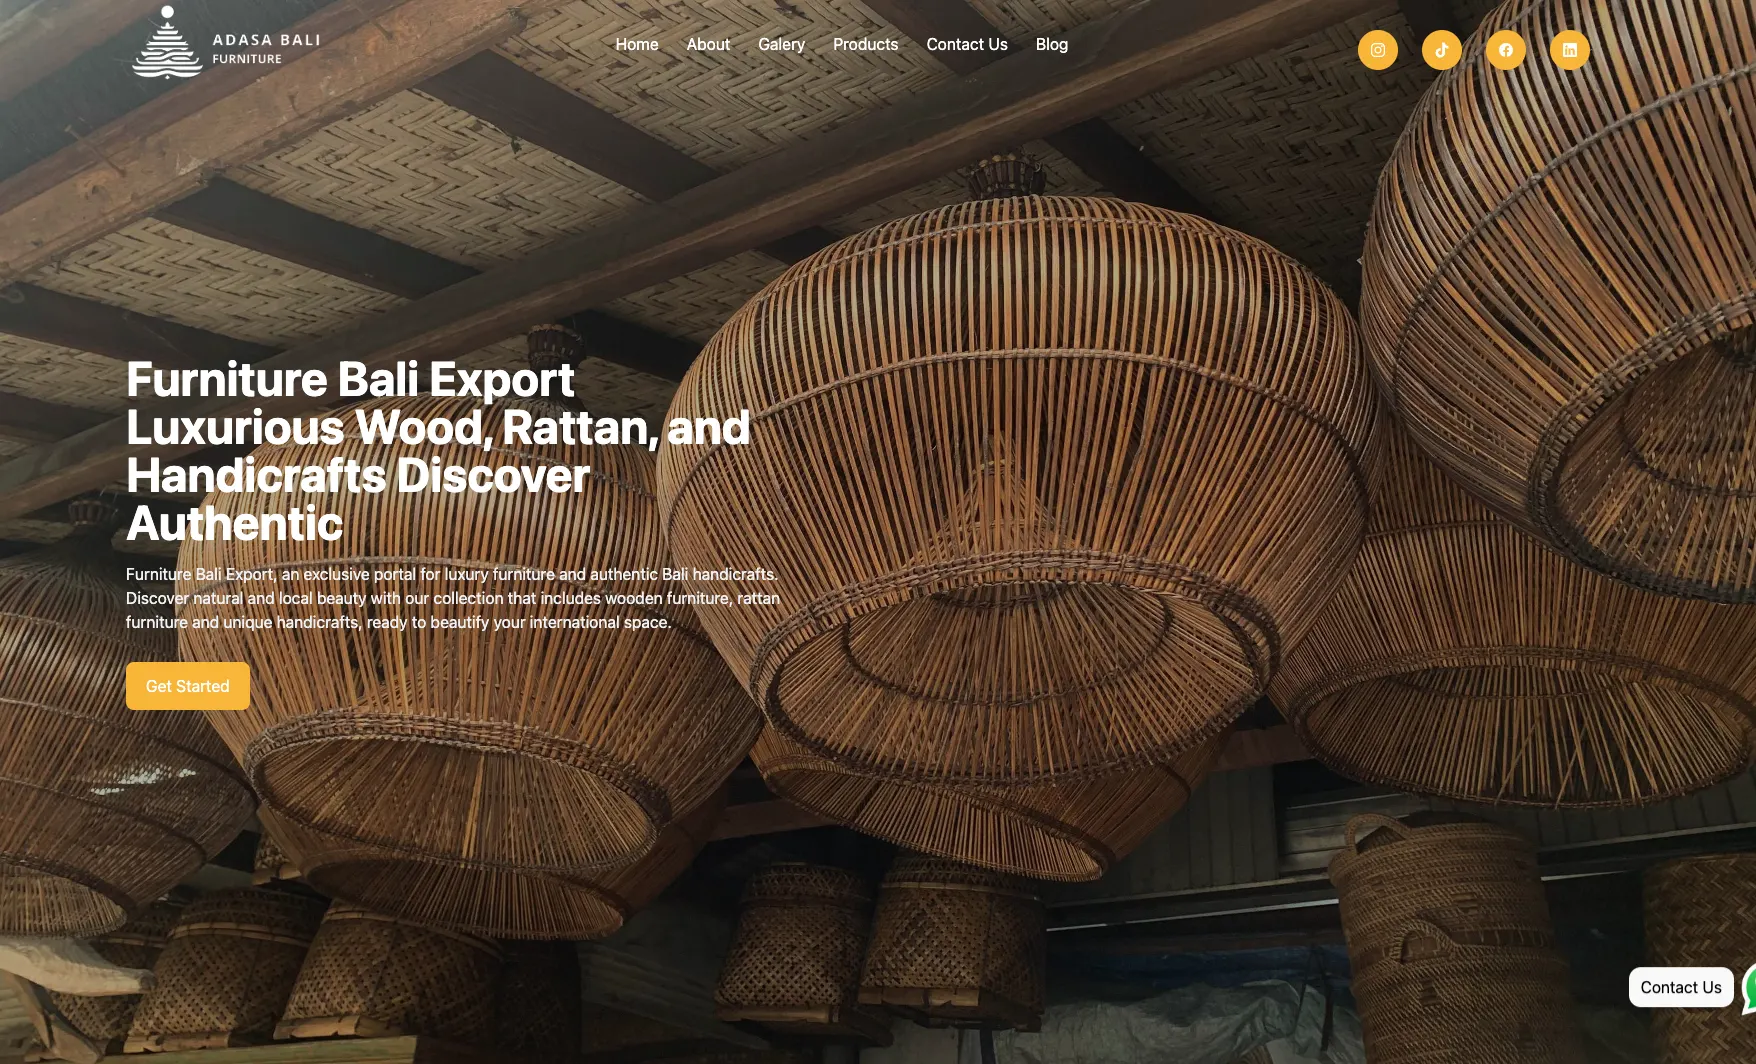 ADASA BALI
FURNITURE
Home About Galery Products Contact Us Blog
Furniture Bali Export
Luxurious Wood, Rattan, and
Handicrafts Discover
Authentic
Furniture Bali Export, an exclusive portal for luxury furniture and authentic Bali handicrafts.
Discover natural and local beauty with our collection that includes wooden furniture, rattan
furniture and unique handicrafts, ready to beautify your international space.
Get Started
Contact Us